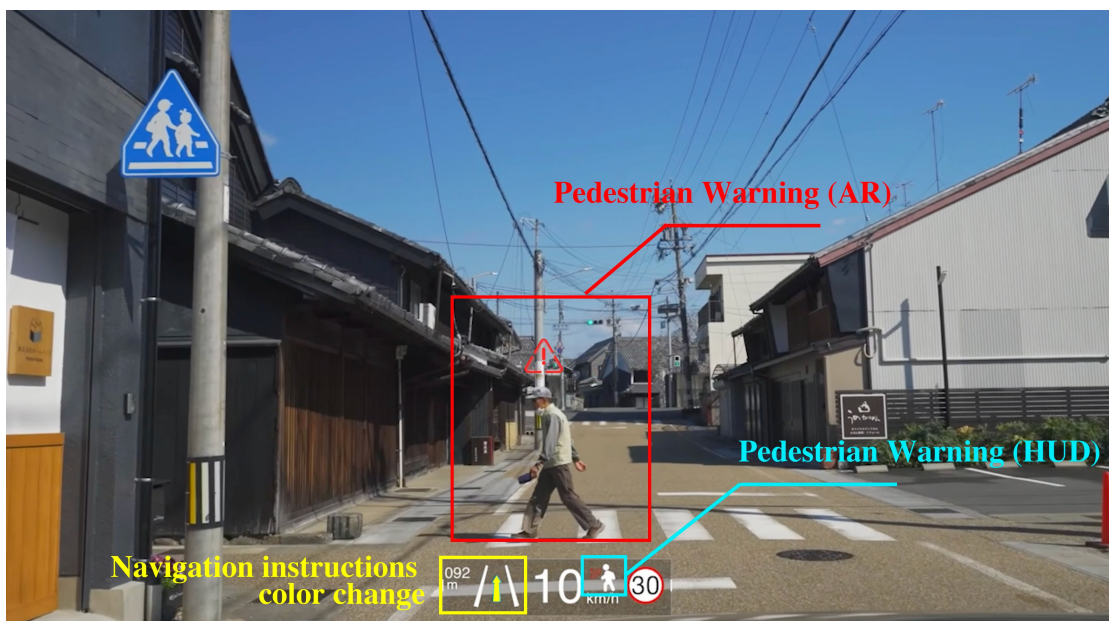 Pedestrian Warning (AR)
Pedestrian Warning (HUD)
Navigation instructions
color change
092
m
10
km/h
30